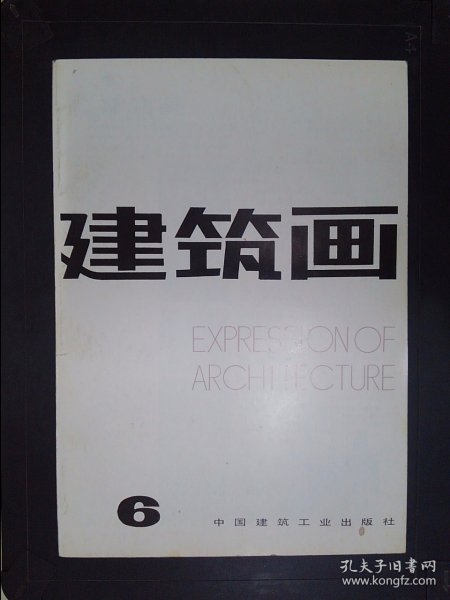 建筑画
EXPRESSION OF
ARCHITECTURE
6
中国建筑工业出版社
A4
孔夫子旧书网
www.kongfz.com